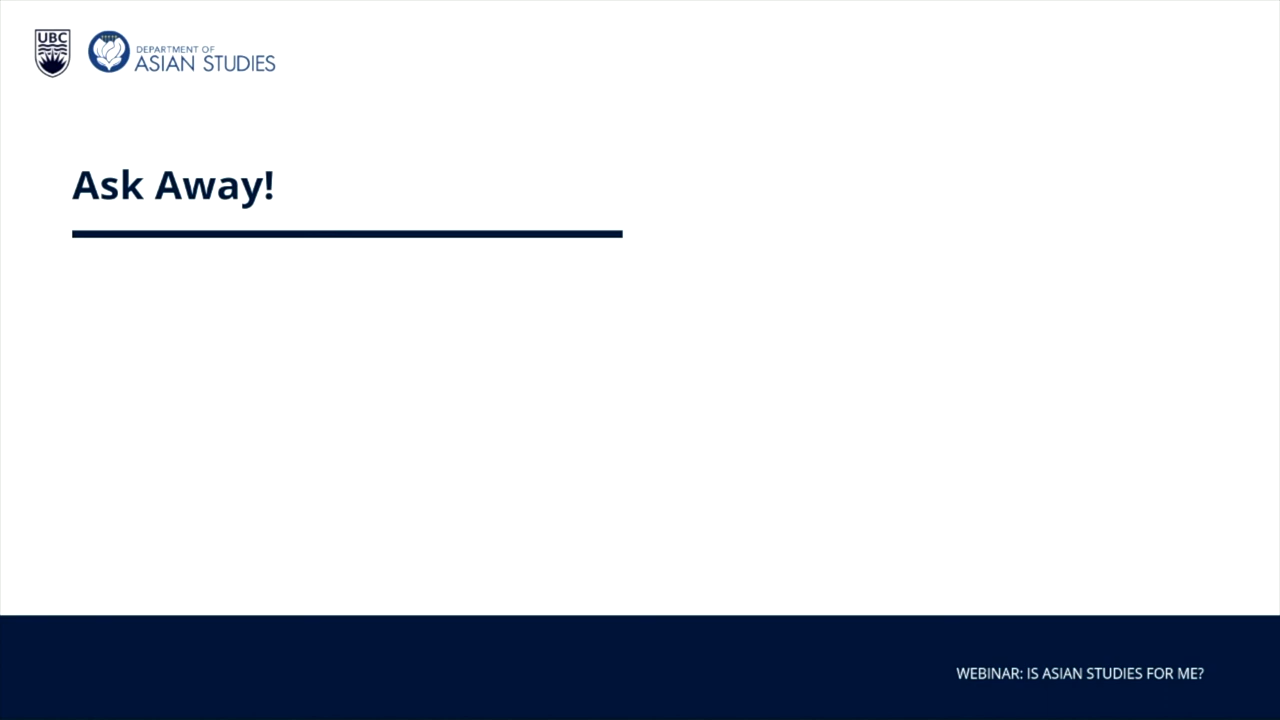 UBC
DEPARTMENT OF
ASIAN STUDIES
Ask Away!
WEBINAR: IS ASIAN STUDIES FOR ME?